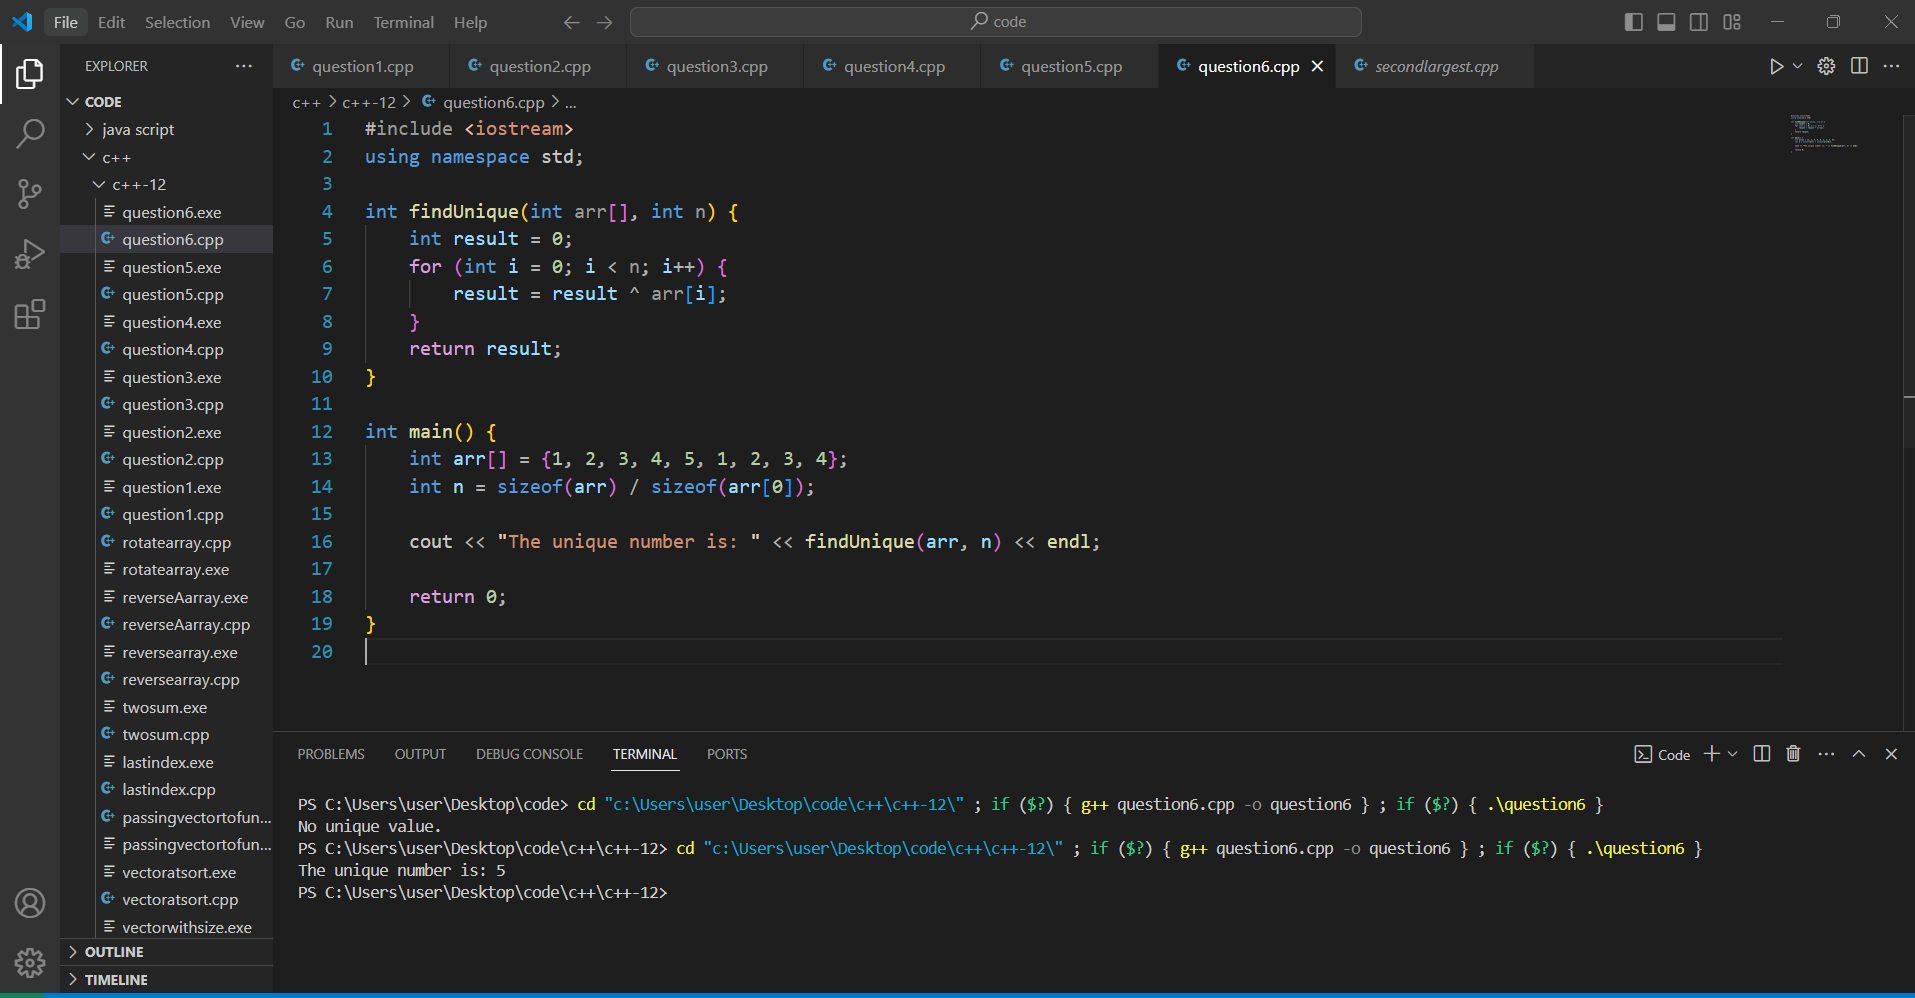 File Edit Selection View Go Run Terminal Help
code
EXPLORER
CODE
java script
c++
c++-12
question6.exe
question6.cpp
question5.exe
question5.cpp
question4.exe
question4.cpp
question3.exe
question3.cpp
question2.exe
question2.cpp
question1.exe
question1.cpp
rotatearray.cpp
rotatearray.exe
reverseAarray.exe
reverseAarray.cpp
reversearray.exe
reversearray.cpp
twosum.exe
twosum.cpp
lastindex.exe
lastindex.cpp
passingvectortofun...
passingvectortofun...
vectoratsort.exe
vectoratsort.cpp
vectorwithsize.exe
OUTLINE
TIMELINE
question1.cpp question2.cpp question3.cpp question4.cpp question5.cpp question6.cpp secondlargest.cpp
c++ > c++-12 > question6.cpp > ...
1 #include <iostream>
2 using namespace std;
3
4 int findUnique(int arr[], int n) {
5     int result = 0;
6     for (int i = 0; i < n; i++) {
7         result = result ^ arr[i];
8     }
9     return result;
10 }
11
12 int main() {
13     int arr[] = {1, 2, 3, 4, 5, 1, 2, 3, 4};
14     int n = sizeof(arr) / sizeof(arr[0]);
15
16     cout << "The unique number is: " << findUnique(arr, n) << endl;
17
18     return 0;
19 }
20
PROBLEMS OUTPUT DEBUG CONSOLE TERMINAL PORTS
Code
PS C:\Users\user\Desktop\code> cd "c:\Users\user\Desktop\code\c++\c++-12\" ; if ($?) { g++ question6.cpp -o question6 } ; if ($?) { .\question6 }
No unique value.
PS C:\Users\user\Desktop\code\c++\c++-12> cd "c:\Users\user\Desktop\code\c++\c++-12\" ; if ($?) { g++ question6.cpp -o question6 } ; if ($?) { .\question6 }
The unique number is: 5
PS C:\Users\user\Desktop\code\c++\c++-12>